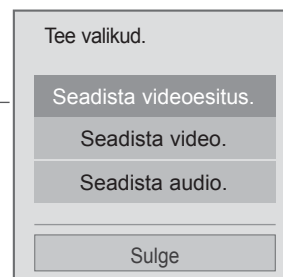 Tee valikud.
Seadista videoesitus.
Seadista video.
Seadista audio.
Sulge